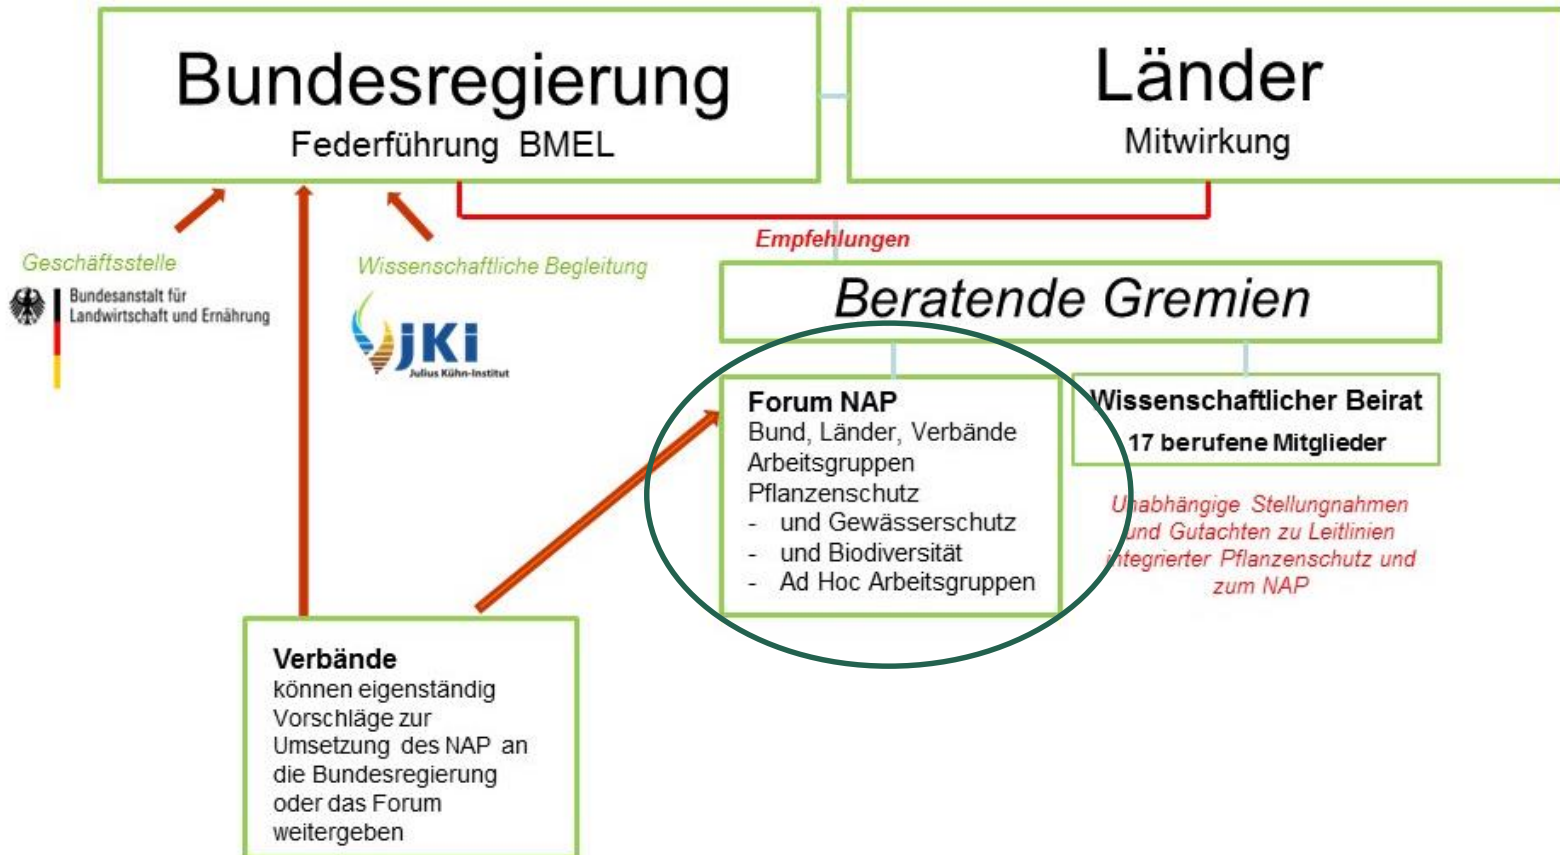 Bundesregierung
Federführung BMEL
Länder
Mitwirkung
Geschäftsstelle
Bundesanstalt für
Landwirtschaft und Ernährung
Wissenschaftliche Begleitung
JKi
Julius Kühn-Institut
Empfehlungen
Beratende Gremien
Forum NAP
Bund, Länder, Verbände
Arbeitsgruppen
Pflanzenschutz
- und Gewässerschutz
- und Biodiversität
- Ad Hoc Arbeitsgruppen
Wissenschaftlicher Beirat
17 berufene Mitglieder
Unabhängige Stellungnahmen
und Gutachten zu Leitlinien
integrierter Pflanzenschutz und
zum NAP
Verbände
können eigenständig
Vorschläge zur
Umsetzung des NAP an
die Bundesregierung
oder das Forum
weitergeben